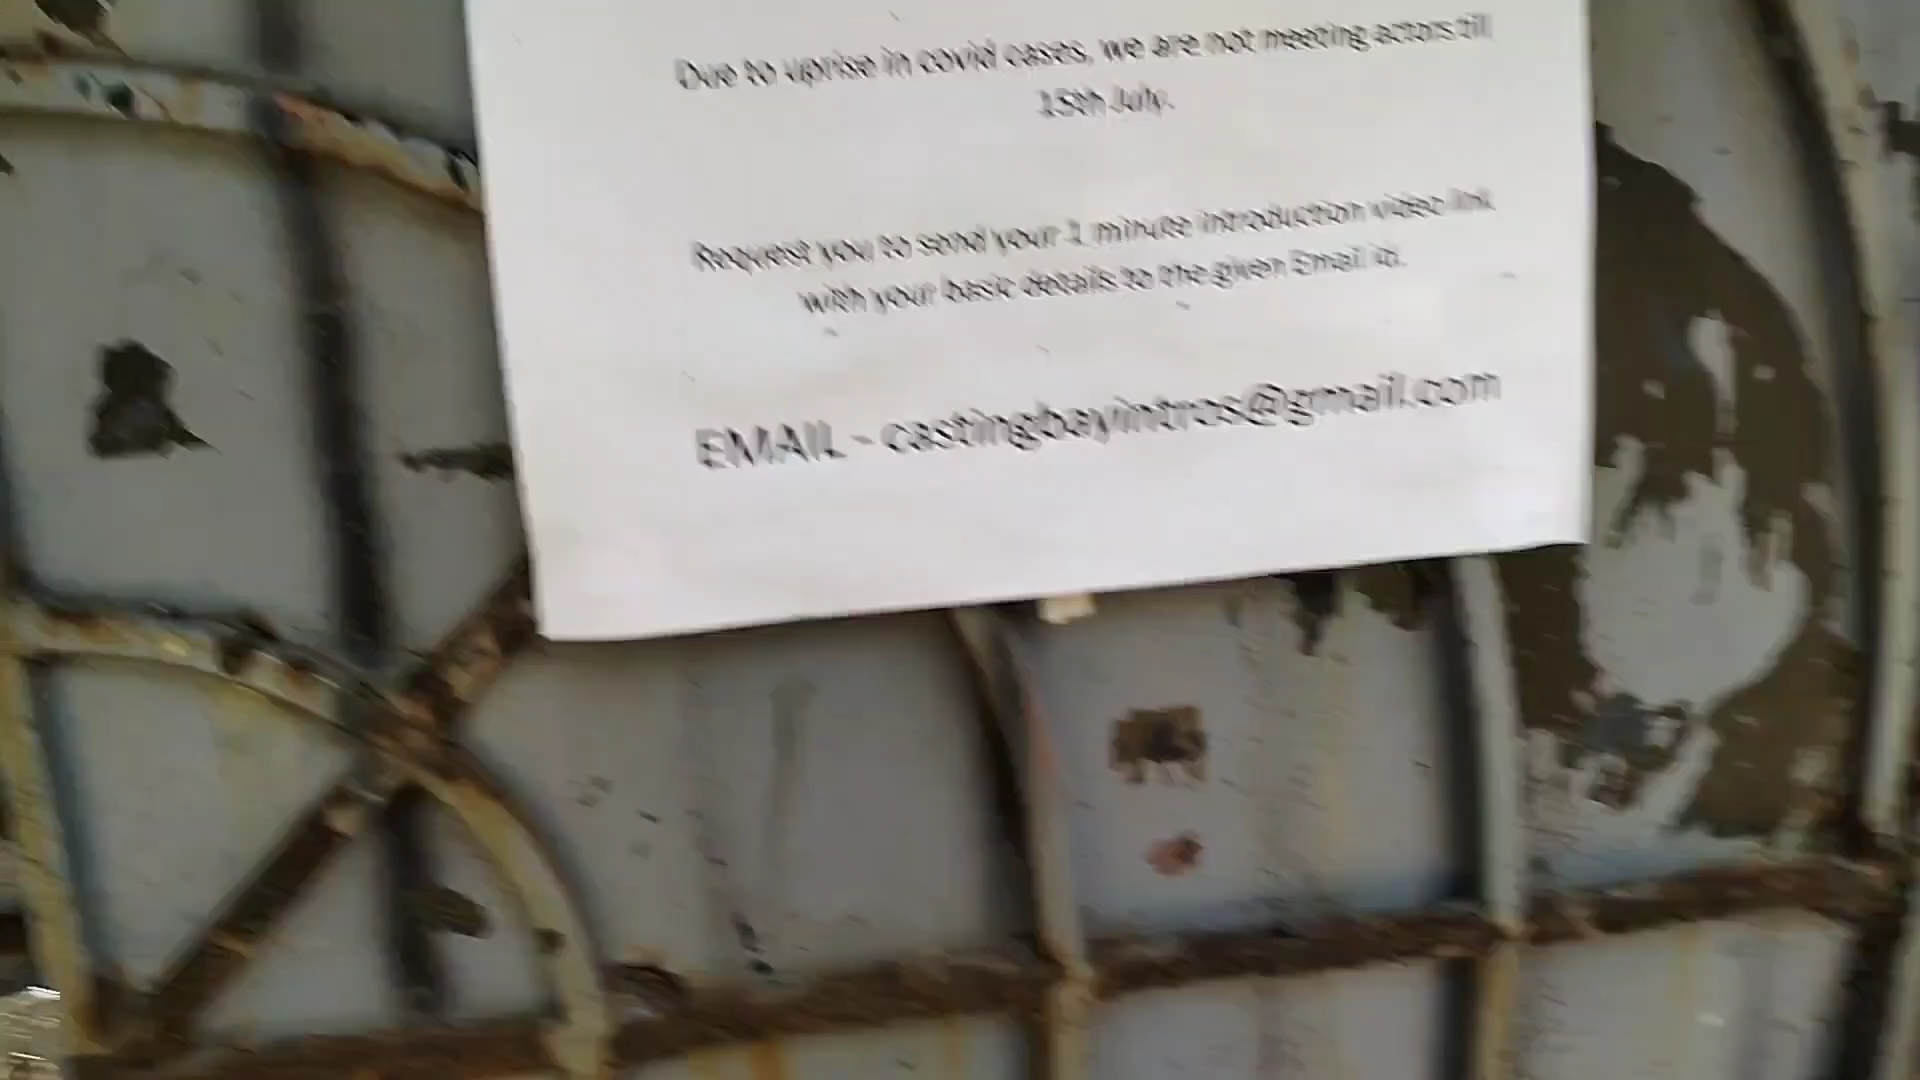 Due to uprise in covid cases, we are not meeting actors till
15th July.
Request you to send your 1 minute introduction video link
with your basic details to the given Email id.
EMAIL - castingbayintros@gmail.com